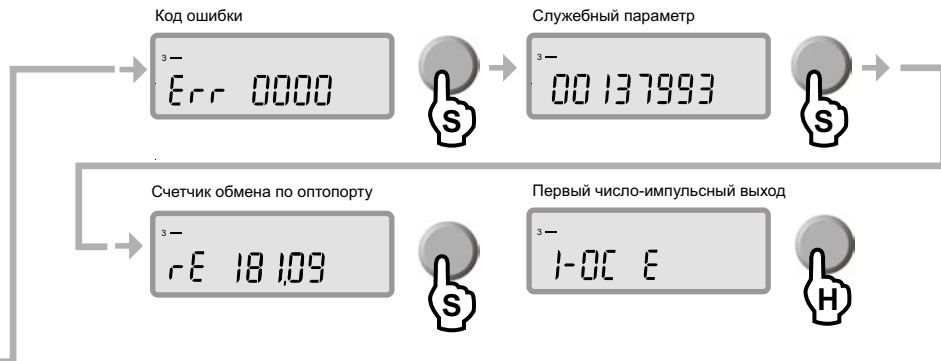 Код ошибки
Служебный параметр
3
Err 0000
S
3
00137993
S
Счетчик обмена по оптопорту
Первый число-импульсный выход
3
rE 181,09
S
3
1-OC E
H